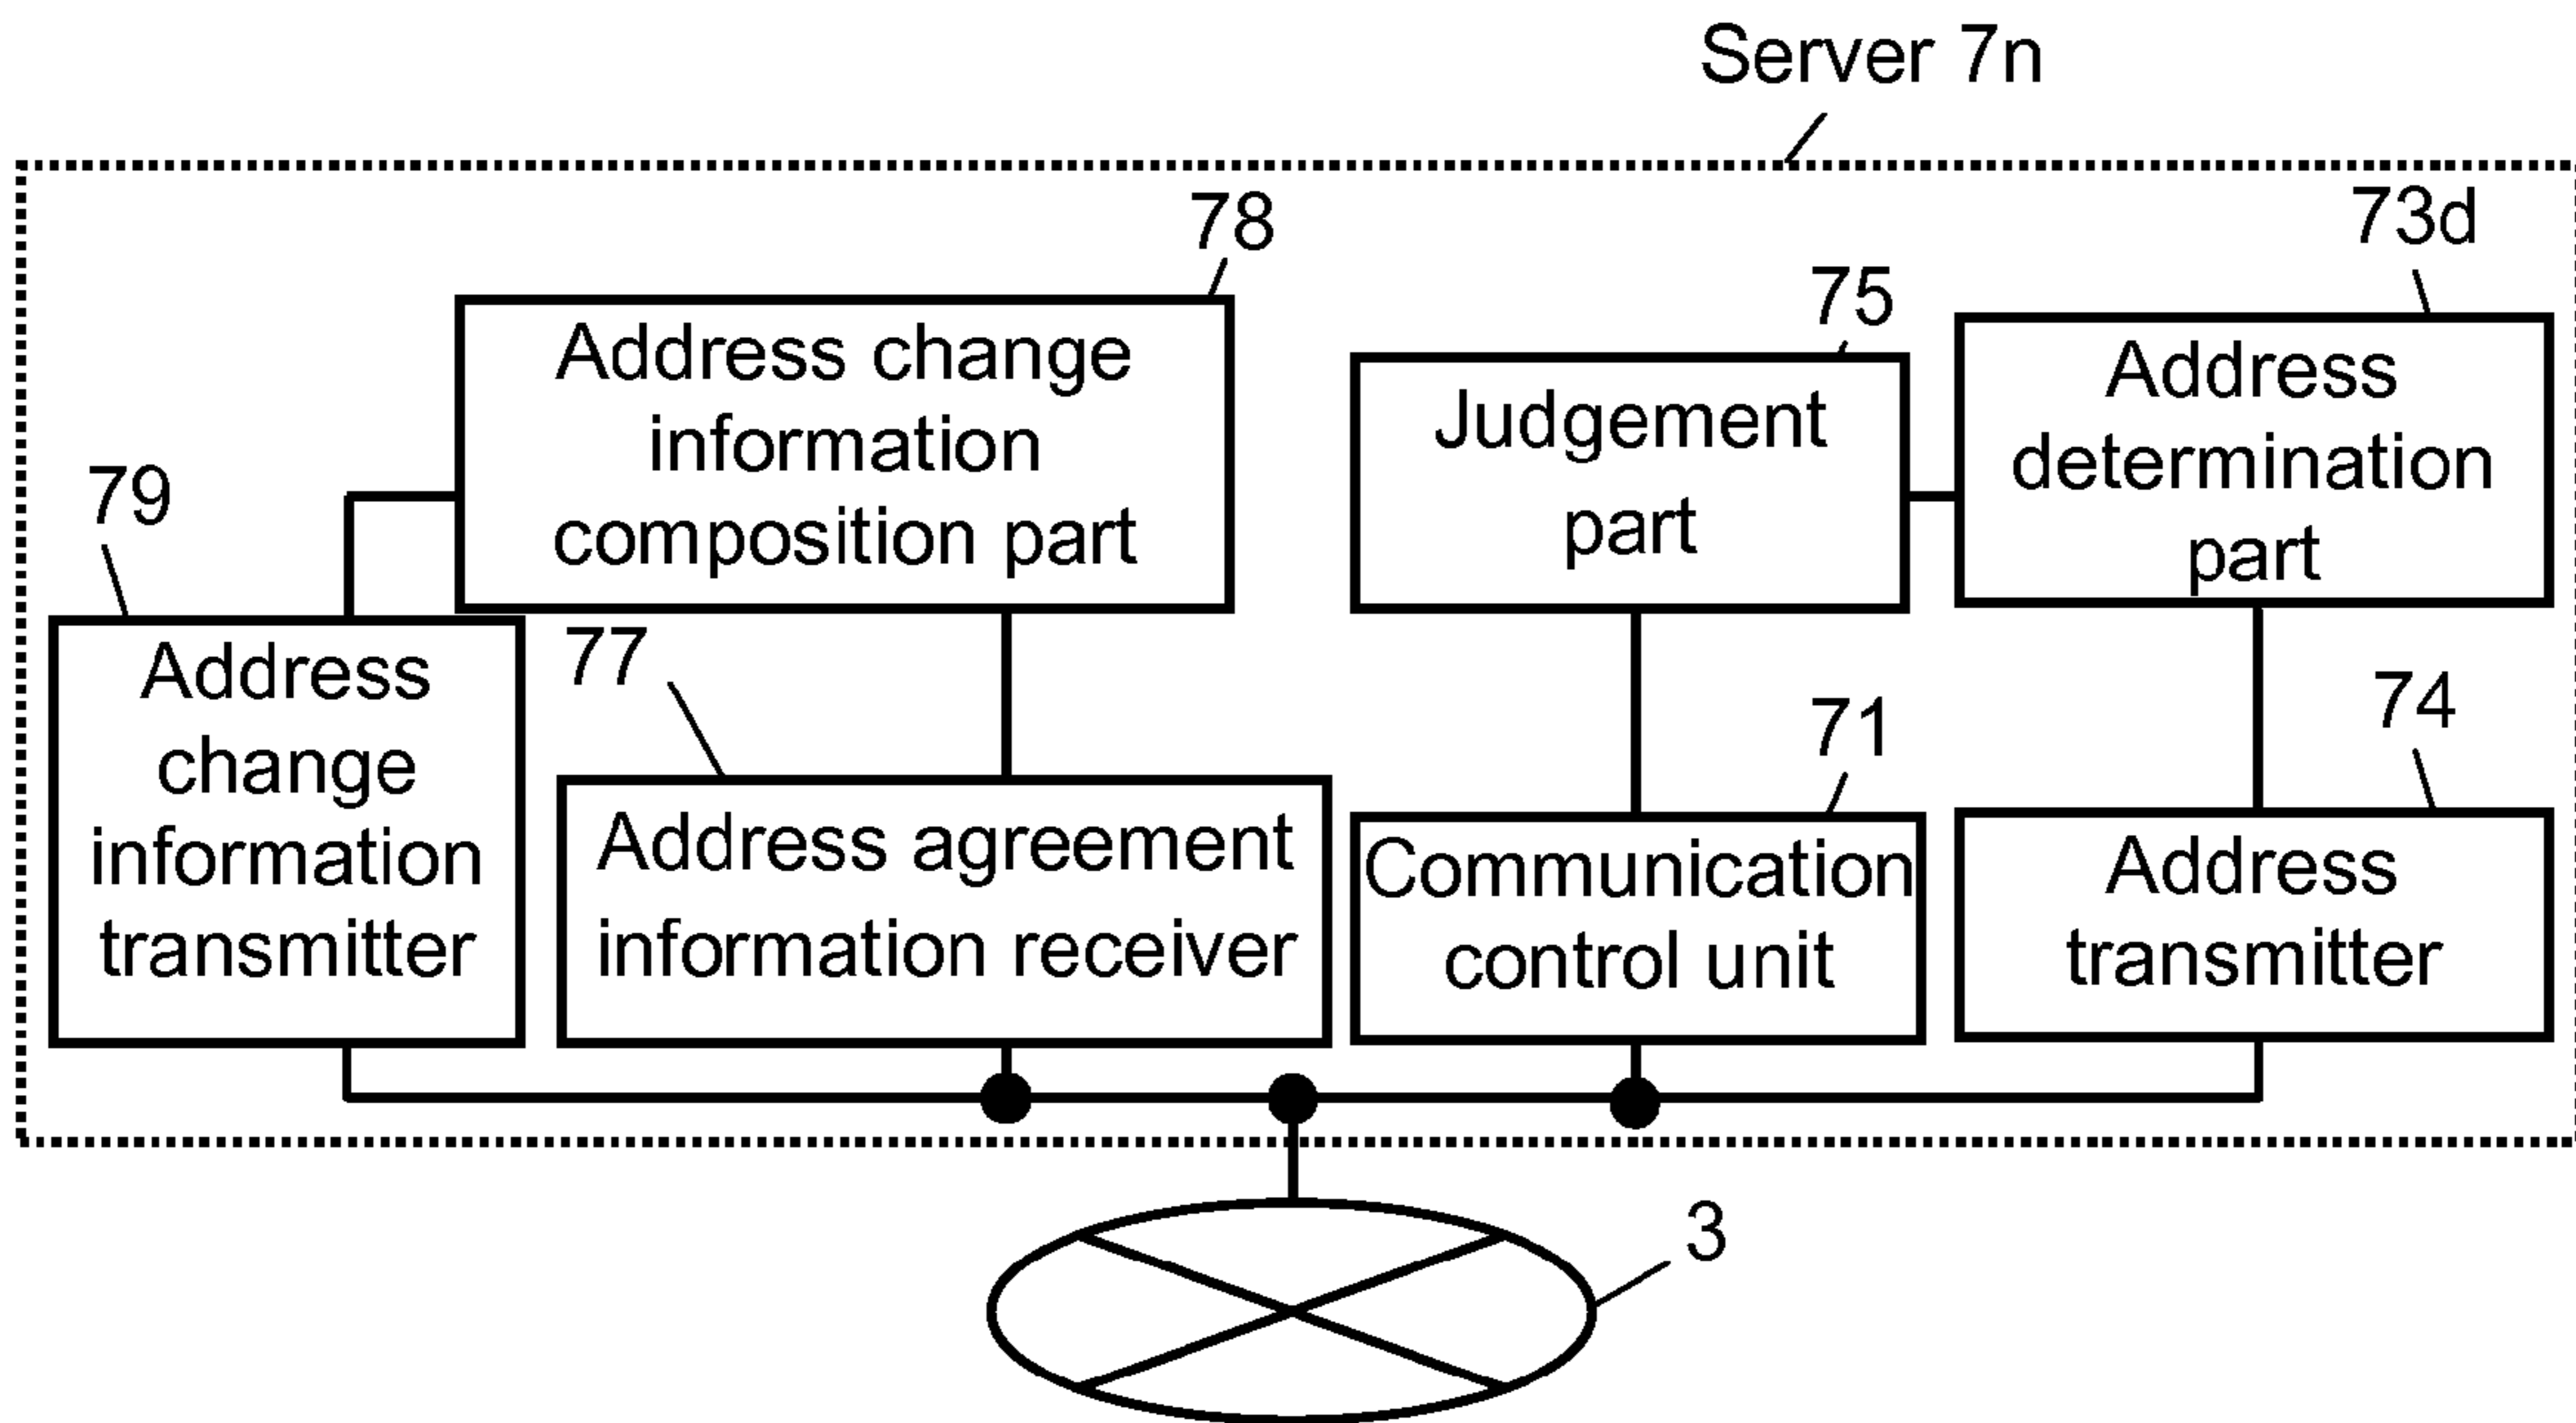 Server 7n
78
Address change
information
composition part
75
Judgement
part
73d
Address
determination
part
79
Address
change
information
transmitter
77
Address agreement
information receiver
71
Communication
control unit
74
Address
transmitter
3